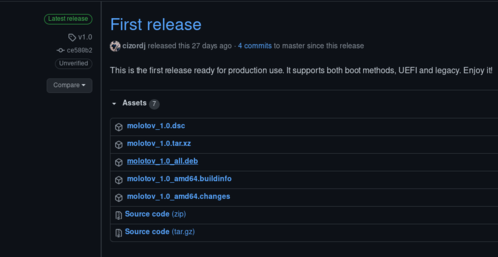 Latest release
v1.0
ce568b2
Unverified
Compare
First release
cizordj released this 27 days ago · 4 commits to master since this release
This is the first release ready for production use. It supports both boot methods, UEFI and legacy. Enjoy it!
Assets 7
molotov_1.0.dsc
molotov_1.0.tar.xz
molotov_1.0_all.deb
molotov_1.0_amd64.buildinfo
molotov_1.0_amd64.changes
Source code (zip)
Source code (tar.gz)